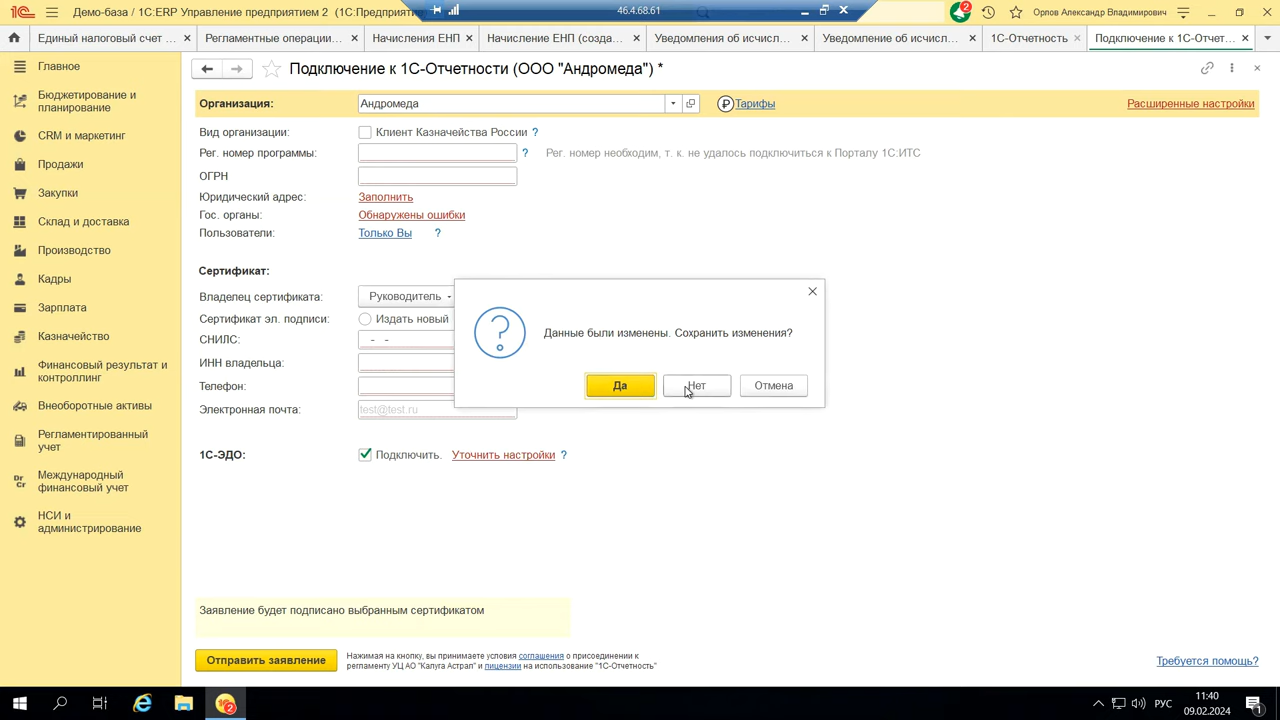 Демо-база / 1С:ERP Управление предприятием 2 (1С:Предприятие
46.4.68.61
2
Орлов Александр Владимирович
Единый налоговый счет ...
Регламентные операции...
Начисления ЕНП
Начисление ЕНП (созда...
Уведомления об исчисл...
Уведомление об исчисл...
1С-Отчетность
Подключение к 1С-Отчет...
Главное
Бюджетирование и
планирование
CRM и маркетинг
Продажи
Закупки
Склад и доставка
Производство
Кадры
Зарплата
Казначейство
Финансовый результат и
контроллинг
Внеоборотные активы
Регламентированный
учет
Международный
финансовый учет
НСИ и
администрирование
Подключение к 1С-Отчетности (ООО "Андромеда") *
Организация:
Андромеда
Тарифы
Расширенные настройки
Вид организации:
Клиент Казначейства России ?
Рег. номер программы:
? Рег. номер необходим, т. к. не удалось подключиться к Порталу 1С:ИТС
ОГРН
Юридический адрес:
Заполнить
Гос. органы:
Обнаружены ошибки
Пользователи:
Только Вы ?
Сертификат:
Владелец сертификата:
Руководитель
Сертификат эл. подписи:
Издать новый
СНИЛС:
- -
ИНН владельца:
Телефон:
Электронная почта:
test@test.ru
Данные были изменены. Сохранить изменения?
Да
Нет
Отмена
1С-ЭДО:
Подключить. Уточнить настройки ?
Заявление будет подписано выбранным сертификатом
Отправить заявление
Нажимая на кнопку, вы принимаете условия соглашения о присоединении к
регламенту УЦ АО "Калуга Астрал" и лицензии на использование "1С-Отчетность"
Требуется помощь?
2
РУС
11:40
09.02.2024
1